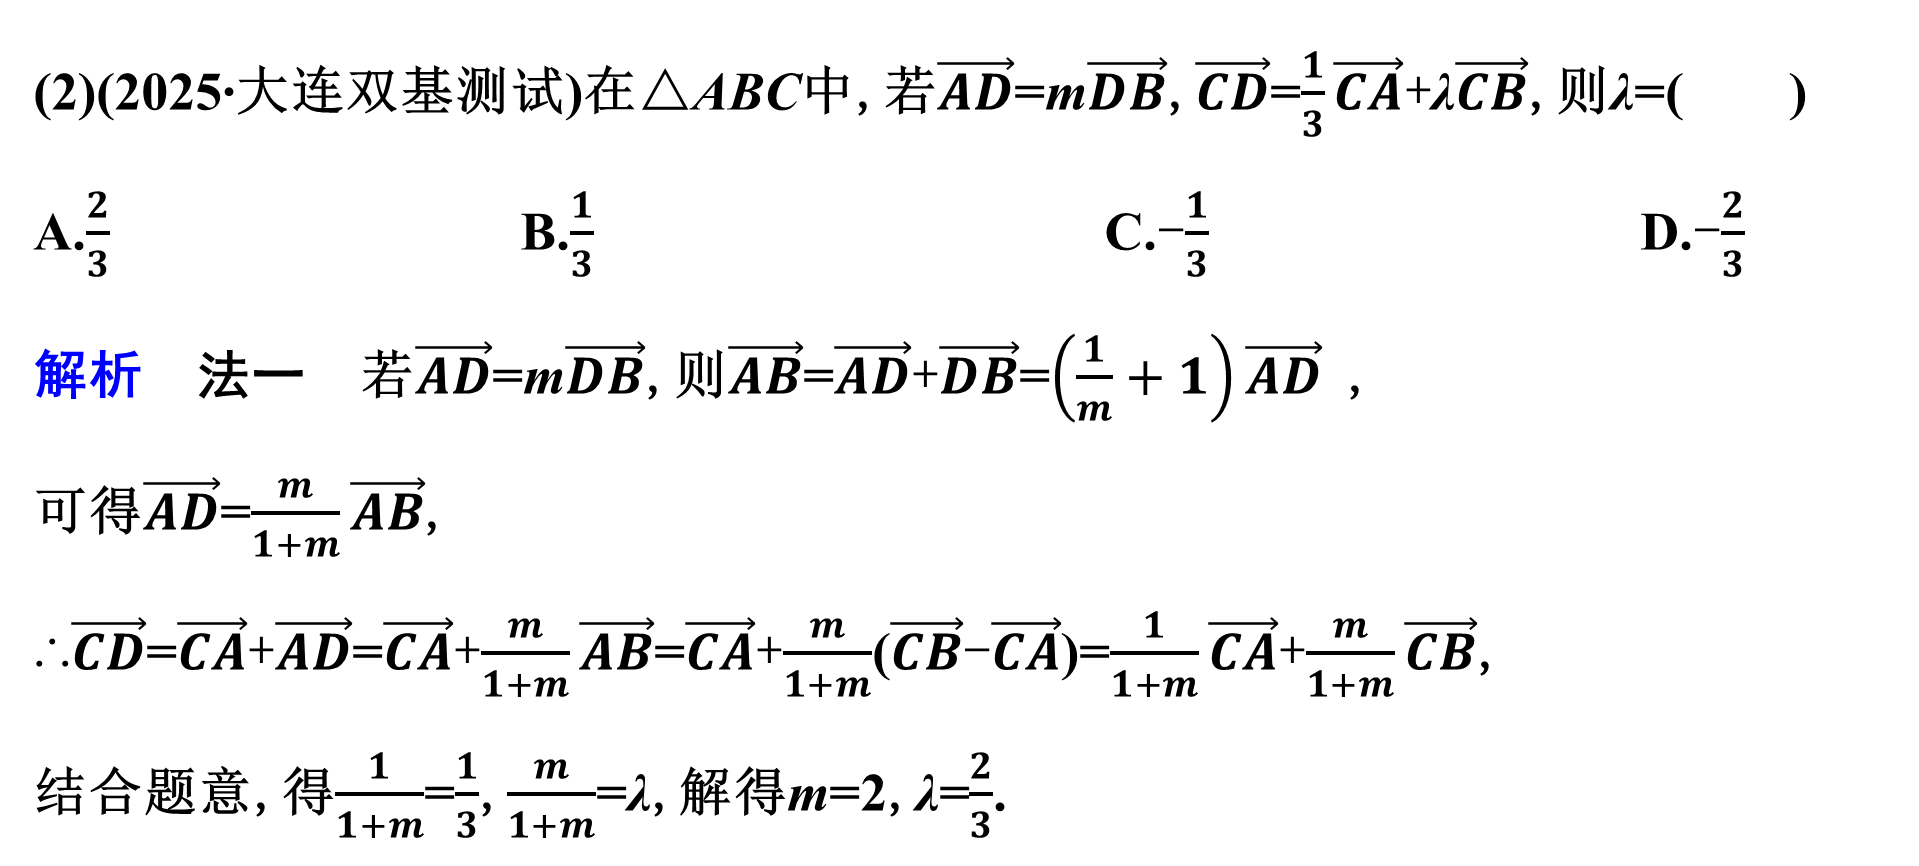 (2)(2025·大连双基测试)在△ABC中, 若$\overrightarrow{AD}$=m$\overrightarrow{DB}$, $\overrightarrow{CD}$=$\frac{1}{3}\overrightarrow{CA}$+λ$\overrightarrow{CB}$, 则λ=(　　)
A.$\frac{2}{3}$　B.$\frac{1}{3}$　C.−$\frac{1}{3}$　D.−$\frac{2}{3}$
解析　法一　若$\overrightarrow{AD}$=m$\overrightarrow{DB}$, 则$\overrightarrow{AB}$=$\overrightarrow{AD}$+$\overrightarrow{DB}$=$\left(\frac{1}{m}+1\right)\overrightarrow{AD}$ ,
可得$\overrightarrow{AD}$=$\frac{m}{1+m}\overrightarrow{AB}$,
∴$\overrightarrow{CD}$=$\overrightarrow{CA}$+$\overrightarrow{AD}$=$\overrightarrow{CA}$+$\frac{m}{1+m}\overrightarrow{AB}$=$\overrightarrow{CA}$+$\frac{m}{1+m}$($\overrightarrow{CB}$−$\overrightarrow{CA}$)=$\frac{1}{1+m}\overrightarrow{CA}$+$\frac{m}{1+m}\overrightarrow{CB}$,
结合题意, 得$\frac{1}{1+m}$=$\frac{1}{3}$, $\frac{m}{1+m}$=λ, 解得m=2, λ=$\frac{2}{3}$.